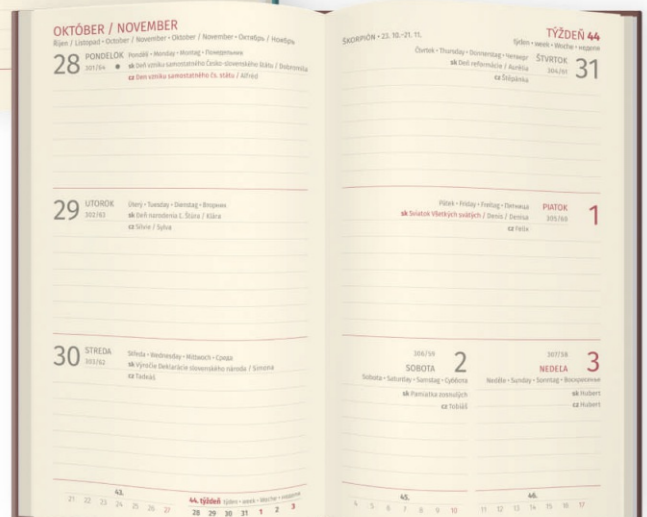 OKTÓBER / NOVEMBER
Říjen / Listopad • October / November • Oktober / November • Октябрь / Ноябрь
28 PONDELOK Pondělí • Monday • Montag • Понедельник
301/64 ● sk Deň vzniku samostatného Česko-slovenského štátu / Dobromila
cz Den vzniku samostatného čs. státu / Alfréd
29 UTOROK Úterý • Tuesday • Dienstag • Вторник
302/63 sk Deň narodenia Ľ. Štúra / Klára
cz Silvie / Sylva
30 STREDA Středa • Wednesday • Mittwoch • Среда
303/62 sk Výročie Deklarácie slovenského národa / Simona
cz Tadeáš
43.
21 22 23 24 25 26 27
44. týždeň týden • week • Woche • неделя
28 29 30 31 1 2 3
ŠKORPIÓN • 23. 10.–21. 11.
TÝŽDEŇ 44
týden • week • Woche • неделя
Čtvrtek • Thursday • Donnerstag • Четверг ŠTVRTOK 31
sk Deň reformácie / Aurélia 304/61
cz Štěpánka
Pátek • Friday • Freitag • Пятница PIATOK 1
sk Sviatok Všetkých svätých / Denis / Denisa 305/60
cz Felix
306/59 2
SOBOTA
Sobota • Saturday • Samstag • Суббота
sk Pamiatka zosnulých
cz Tobiáš
307/58 3
NEDEĽA
Neděle • Sunday • Sonntag • Воскресенье
sk Hubert
cz Hubert
45.
4 5 6 7 8 9 10
46.
11 12 13 14 15 16 17